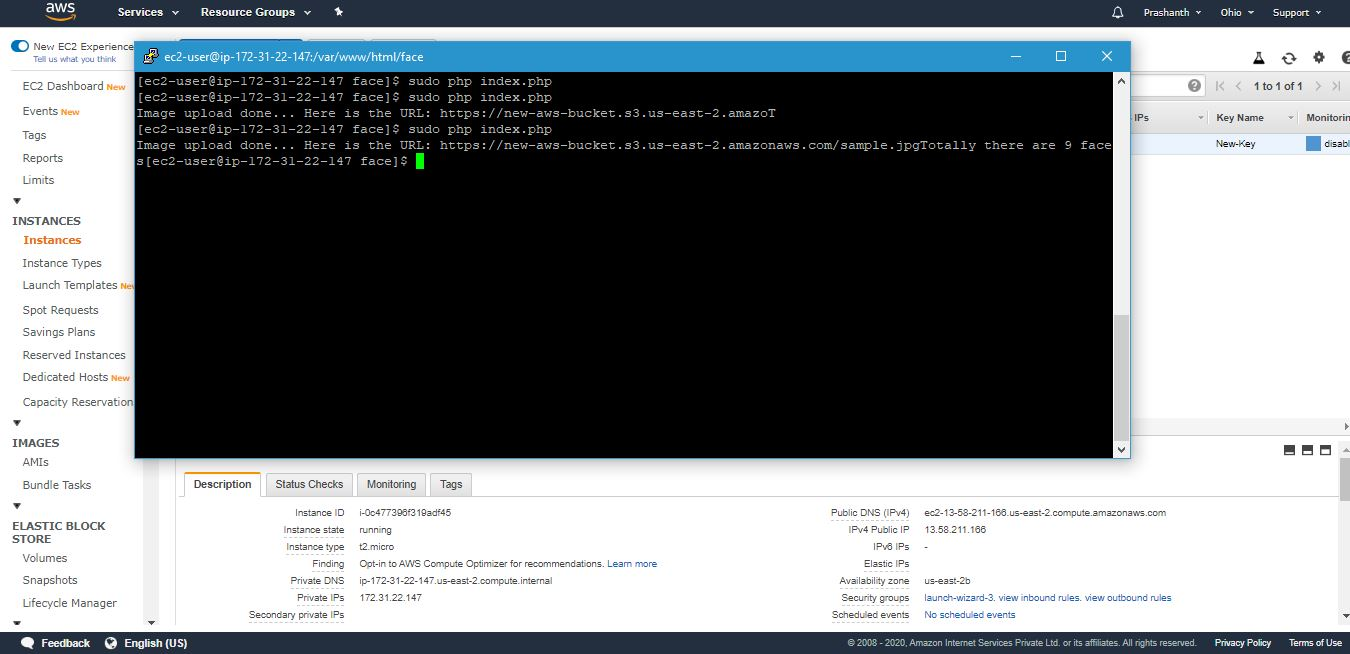 aws Services Resource Groups Prashanth Ohio Support
New EC2 Experience
Tell us what you think
EC2 Dashboard New
Events New
Tags
Reports
Limits
INSTANCES
Instances
Instance Types
Launch Templates
Spot Requests
Savings Plans
Reserved Instances
Dedicated Hosts New
Capacity Reservation
IMAGES
AMIs
Bundle Tasks
ELASTIC BLOCK
STORE
Volumes
Snapshots
Lifecycle Manager
ec2-user@ip-172-31-22-147:/var/www/html/face
[ec2-user@ip-172-31-22-147 face]$ sudo php index.php
[ec2-user@ip-172-31-22-147 face]$ sudo php index.php
Image upload done... Here is the URL: https://new-aws-bucket.s3.us-east-2.amazoT
[ec2-user@ip-172-31-22-147 face]$ sudo php index.php
Image upload done... Here is the URL: https://new-aws-bucket.s3.us-east-2.amazonaws.com/sample.jpgTotally there are 9 face
s[ec2-user@ip-172-31-22-147 face]$
1 to 1 of 1
IPs Key Name Monitorin
New-Key disabl
Description Status Checks Monitoring Tags
Instance ID i-0c477396f319adf45
Instance state running
Instance type t2.micro
Finding Opt-in to AWS Compute Optimizer for recommendations. Learn more
Private DNS ip-172-31-22-147.us-east-2.compute.internal
Private IPs 172.31.22.147
Secondary private IPs
Public DNS (IPv4) ec2-13-58-211-166.us-east-2.compute.amazonaws.com
IPv4 Public IP 13.58.211.166
IPv6 IPs -
Elastic IPs
Availability zone us-east-2b
Security groups launch-wizard-3. view inbound rules. view outbound rules
Scheduled events No scheduled events
Feedback English (US) © 2008 - 2020, Amazon Internet Services Private Ltd. or its affiliates. All rights reserved. Privacy Policy Terms of Use